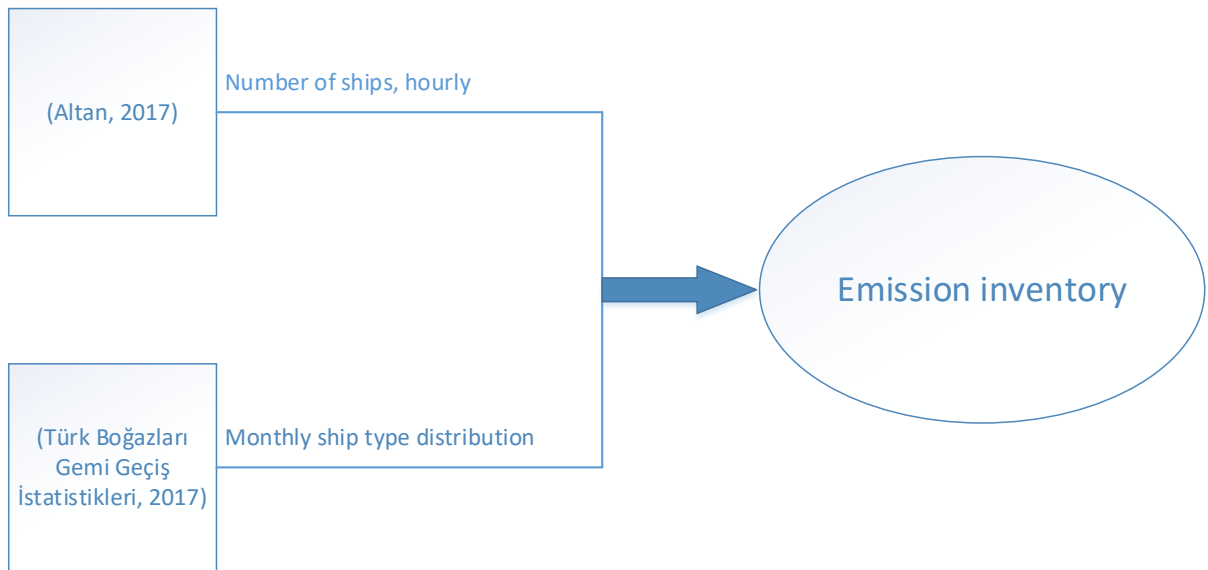 Number of ships, hourly
(Altan, 2017)
Emission inventory
(Türk Boğazları
Gemi Geçiş
İstatistikleri, 2017)
Monthly ship type distribution